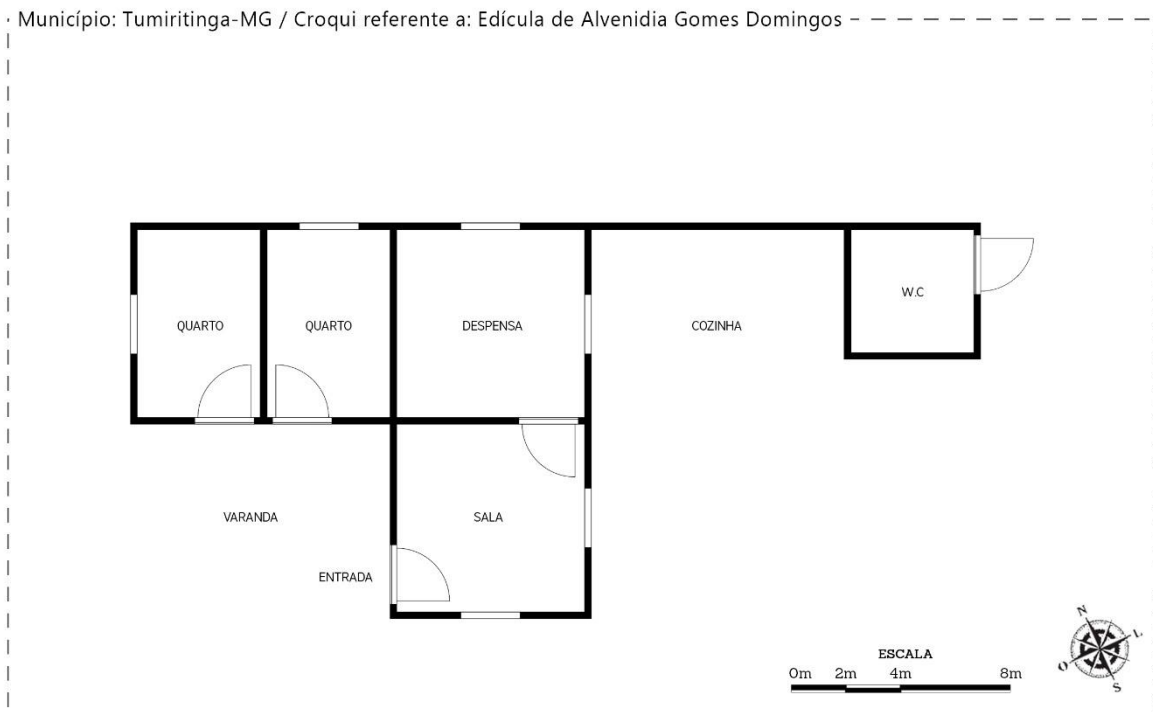 Município: Tumiritinga-MG / Croqui referente a: Edícula de Alvenidia Gomes Domingos
W.C
QUARTO QUARTO DESPENSA COZINHA
VARANDA SALA
ENTRADA
N
L
O
S
ESCALA
0m 2m 4m 8m